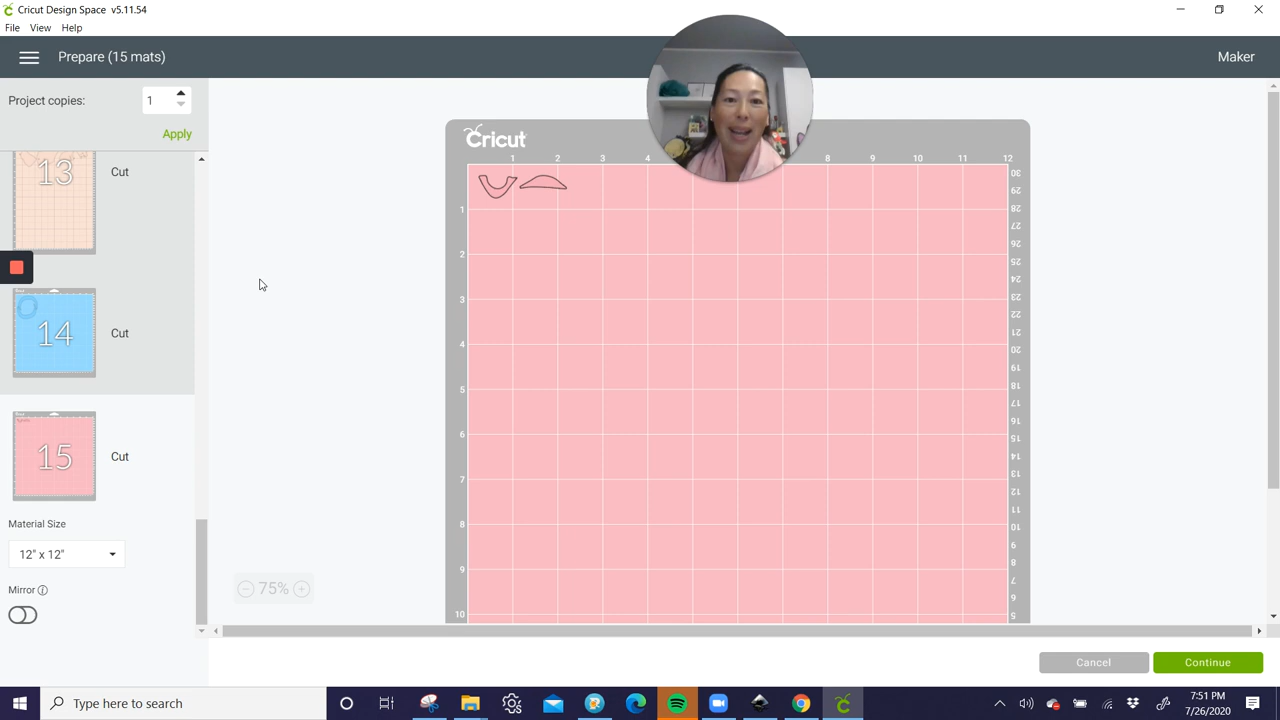 Cricut Design Space v5.11.54
File View Help
Prepare (15 mats)
Maker
Project copies:
1
Apply
13
Cut
14
Cut
15
Cut
Material Size
12" x 12"
Mirror
Cricut
1 2 3 4 8 9 10 11 12
1
2
3
4
5
6
7
8
9
10
30
29
28
27
26
25
24
23
22
21
20
19
18
17
16
15
14
13
12
11
10
9
8
7
6
5
75%
Cancel
Continue
Type here to search
7:51 PM
7/26/2020